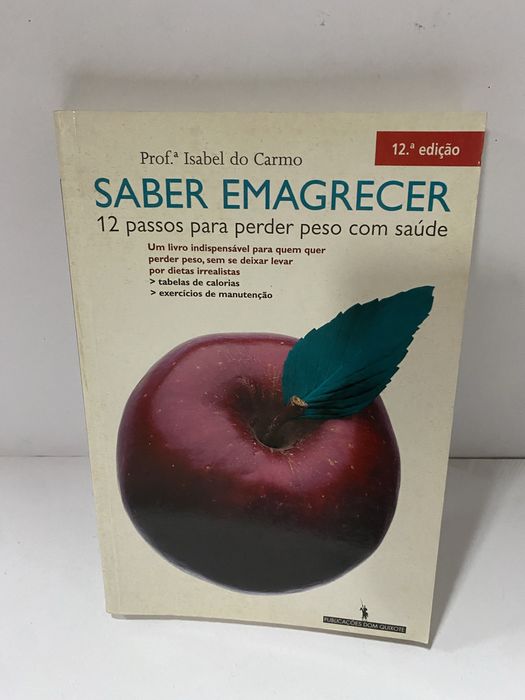 Prof.ª Isabel do Carmo
12.ª edição
SABER EMAGRECER
12 passos para perder peso com saúde
Um livro indispensável para quem quer
perder peso, sem se deixar levar
por dietas irrealistas
> tabelas de calorias
> exercícios de manutenção
PUBLICAÇÕES DOM QUIXOTE